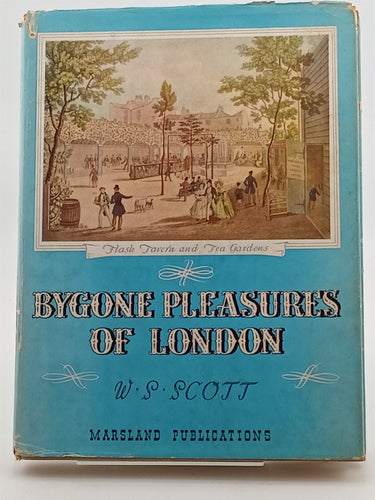 Flask Tavern and Tea Gardens
BYGONE PLEASURES
OF LONDON
W. S. SCOTT
MARSLAND PUBLICATIONS